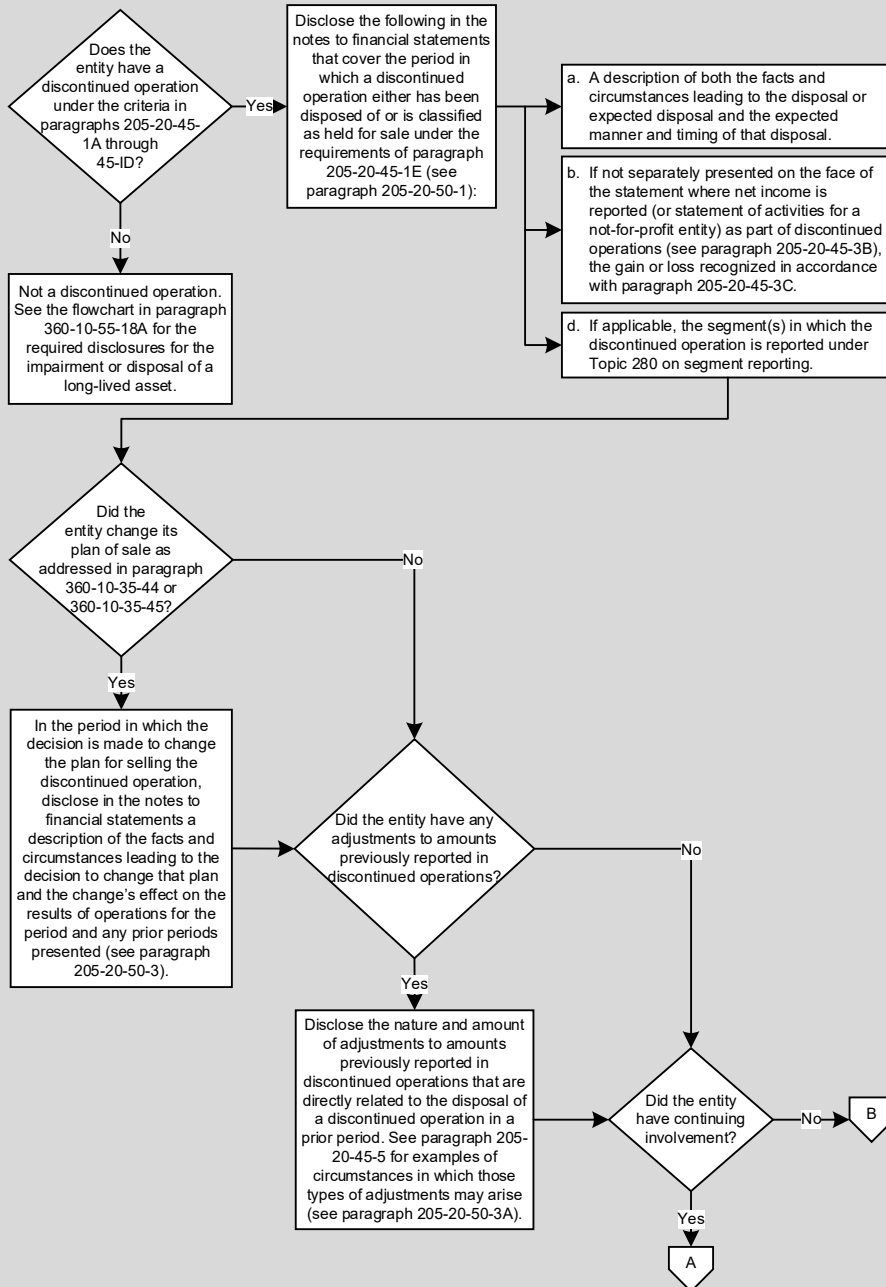 Does the
entity have a
discontinued operation
under the criteria in
paragraphs 205-20-45-
1A through
45-ID?
Yes
Disclose the following in the
notes to financial statements
that cover the period in
which a discontinued
operation either has been
disposed of or is classified
as held for sale under the
requirements of paragraph
205-20-45-1E (see
paragraph 205-20-50-1):
a. A description of both the facts and
circumstances leading to the disposal or
expected disposal and the expected
manner and timing of that disposal.
b. If not separately presented on the face of
the statement where net income is
reported (or statement of activities for a
not-for-profit entity) as part of discontinued
operations (see paragraph 205-20-45-3B),
the gain or loss recognized in accordance
with paragraph 205-20-45-3C.
d. If applicable, the segment(s) in which the
discontinued operation is reported under
Topic 280 on segment reporting.
No
Not a discontinued operation.
See the flowchart in paragraph
360-10-55-18A for the
required disclosures for the
impairment or disposal of a
long-lived asset.
Did the
entity change its
plan of sale as
addressed in paragraph
360-10-35-44 or
360-10-35-45?
No
Yes
In the period in which the
decision is made to change
the plan for selling the
discontinued operation,
disclose in the notes to
financial statements a
description of the facts and
circumstances leading to the
decision to change that plan
and the change's effect on the
results of operations for the
period and any prior periods
presented (see paragraph
205-20-50-3).
Did the entity have any
adjustments to amounts
previously reported in
discontinued operations?
No
Yes
Disclose the nature and amount
of adjustments to amounts
previously reported in
discontinued operations that are
directly related to the disposal of
a discontinued operation in a
prior period. See paragraph 205-
20-45-5 for examples of
circumstances in which those
types of adjustments may arise
(see paragraph 205-20-50-3A).
Did the entity
have continuing
involvement?
No
B
Yes
A